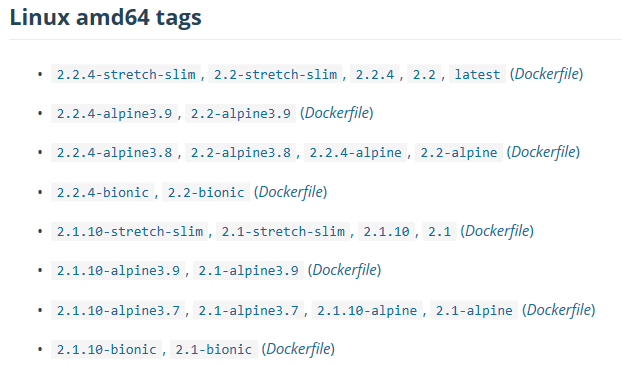 Linux amd64 tags
• 2.2.4-stretch-slim, 2.2-stretch-slim, 2.2.4, 2.2, latest (Dockerfile)
• 2.2.4-alpine3.9, 2.2-alpine3.9 (Dockerfile)
• 2.2.4-alpine3.8, 2.2-alpine3.8, 2.2.4-alpine, 2.2-alpine (Dockerfile)
• 2.2.4-bionic, 2.2-bionic (Dockerfile)
• 2.1.10-stretch-slim, 2.1-stretch-slim, 2.1.10, 2.1 (Dockerfile)
• 2.1.10-alpine3.9, 2.1-alpine3.9 (Dockerfile)
• 2.1.10-alpine3.7, 2.1-alpine3.7, 2.1.10-alpine, 2.1-alpine (Dockerfile)
• 2.1.10-bionic, 2.1-bionic (Dockerfile)